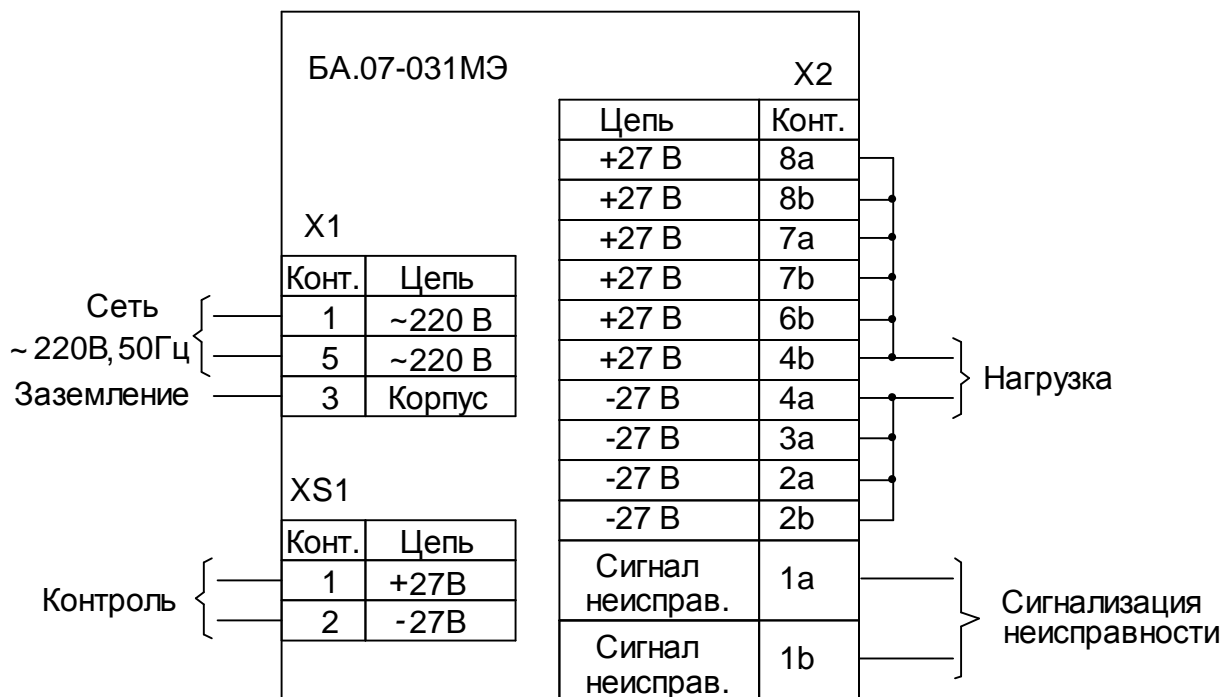 БА.07-031МЭ
X2
Цепь Конт.
+27 В 8a
+27 В 8b
+27 В 7a
+27 В 7b
+27 В 6b
+27 В 4b
-27 В 4a
-27 В 3a
-27 В 2a
-27 В 2b
Сигнал
неисправ. 1a
Сигнал
неисправ. 1b
X1
Конт. Цепь
1 ~220 В
5 ~220 В
3 Корпус
Сеть
~ 220В, 50Гц
Заземление
XS1
Конт. Цепь
1 +27В
2 -27В
Контроль
Нагрузка
Сигнализация
неисправности